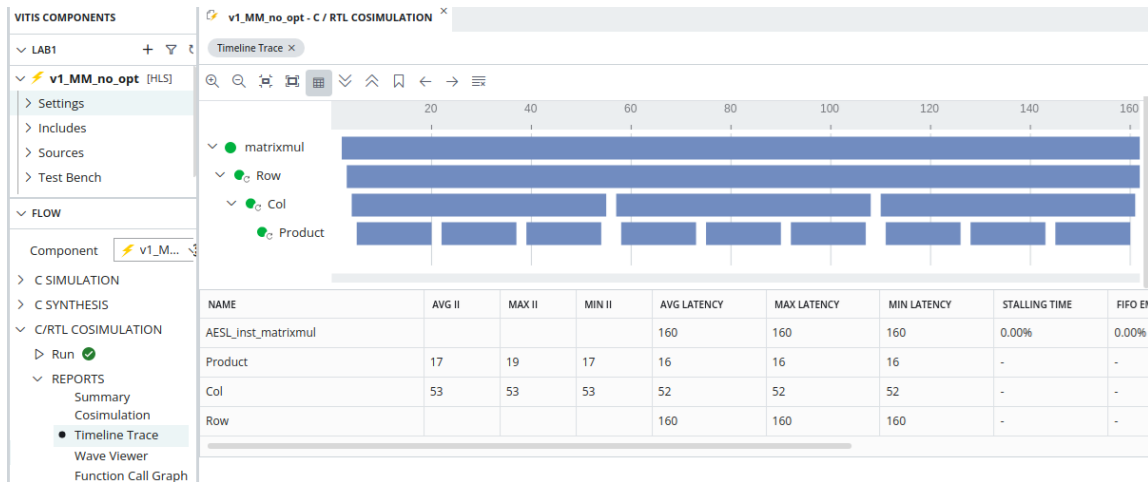 VITIS COMPONENTS
LAB1
v1_MM_no_opt [HLS]
Settings
Includes
Sources
Test Bench
FLOW
Component v1_M...
C SIMULATION
C SYNTHESIS
C/RTL COSIMULATION
Run
REPORTS
Summary
Cosimulation
Timeline Trace
Wave Viewer
Function Call Graph
v1_MM_no_opt - C / RTL COSIMULATION ×
Timeline Trace ×
20 40 60 80 100 120 140 160
matrixmul
Row
Col
Product
NAME AVG II MAX II MIN II AVG LATENCY MAX LATENCY MIN LATENCY STALLING TIME FIFO
AESL_inst_matrixmul 160 160 160 0.00% 0.00%
Product 17 19 17 16 16 16 - -
Col 53 53 53 52 52 52 - -
Row 160 160 160 - -